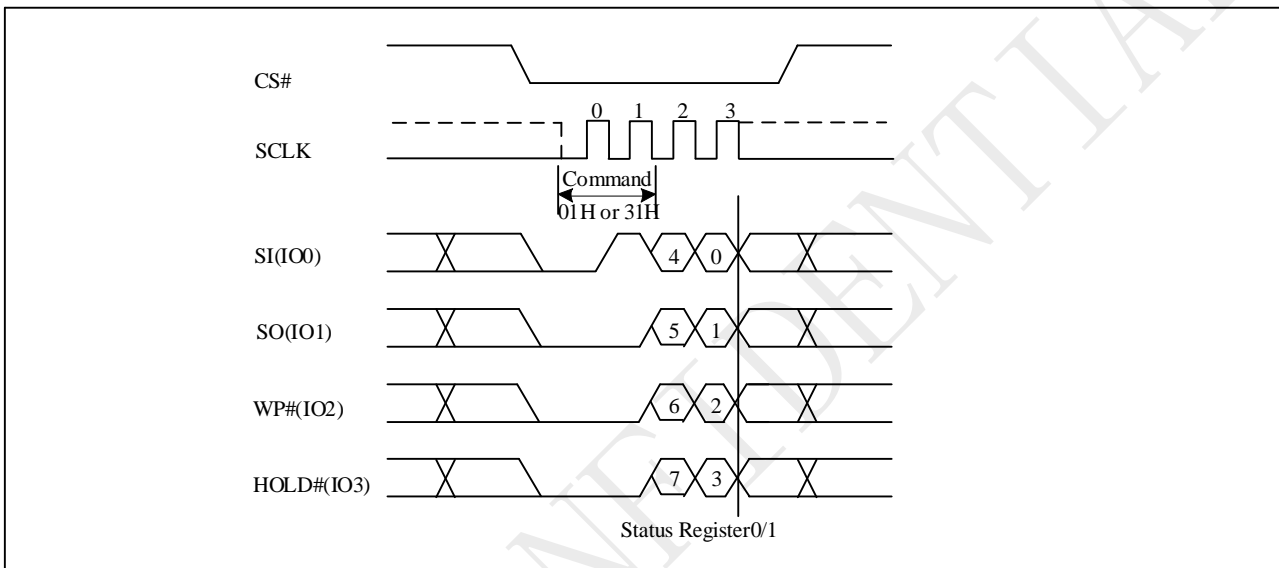 CS#
0 1 2 3
SCLK
Command
01H or 31H
SI(IO0) 4 0
SO(IO1) 5 1
WP#(IO2) 6 2
HOLD#(IO3) 7 3
Status Register0/1
NFIDENTIA